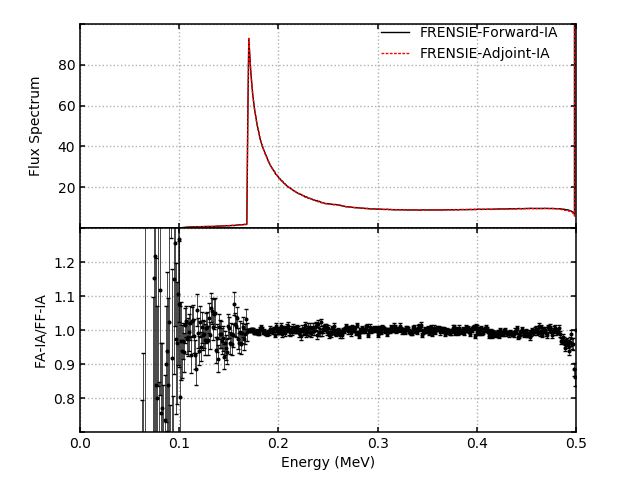 FRENSIE-Forward-IA
FRENSIE-Adjoint-IA
Flux Spectrum
80
60
40
20
FA-IA/FF-IA
1.2
1.1
1.0
0.9
0.8
0.0 0.1 0.2 0.3 0.4 0.5
Energy (MeV)